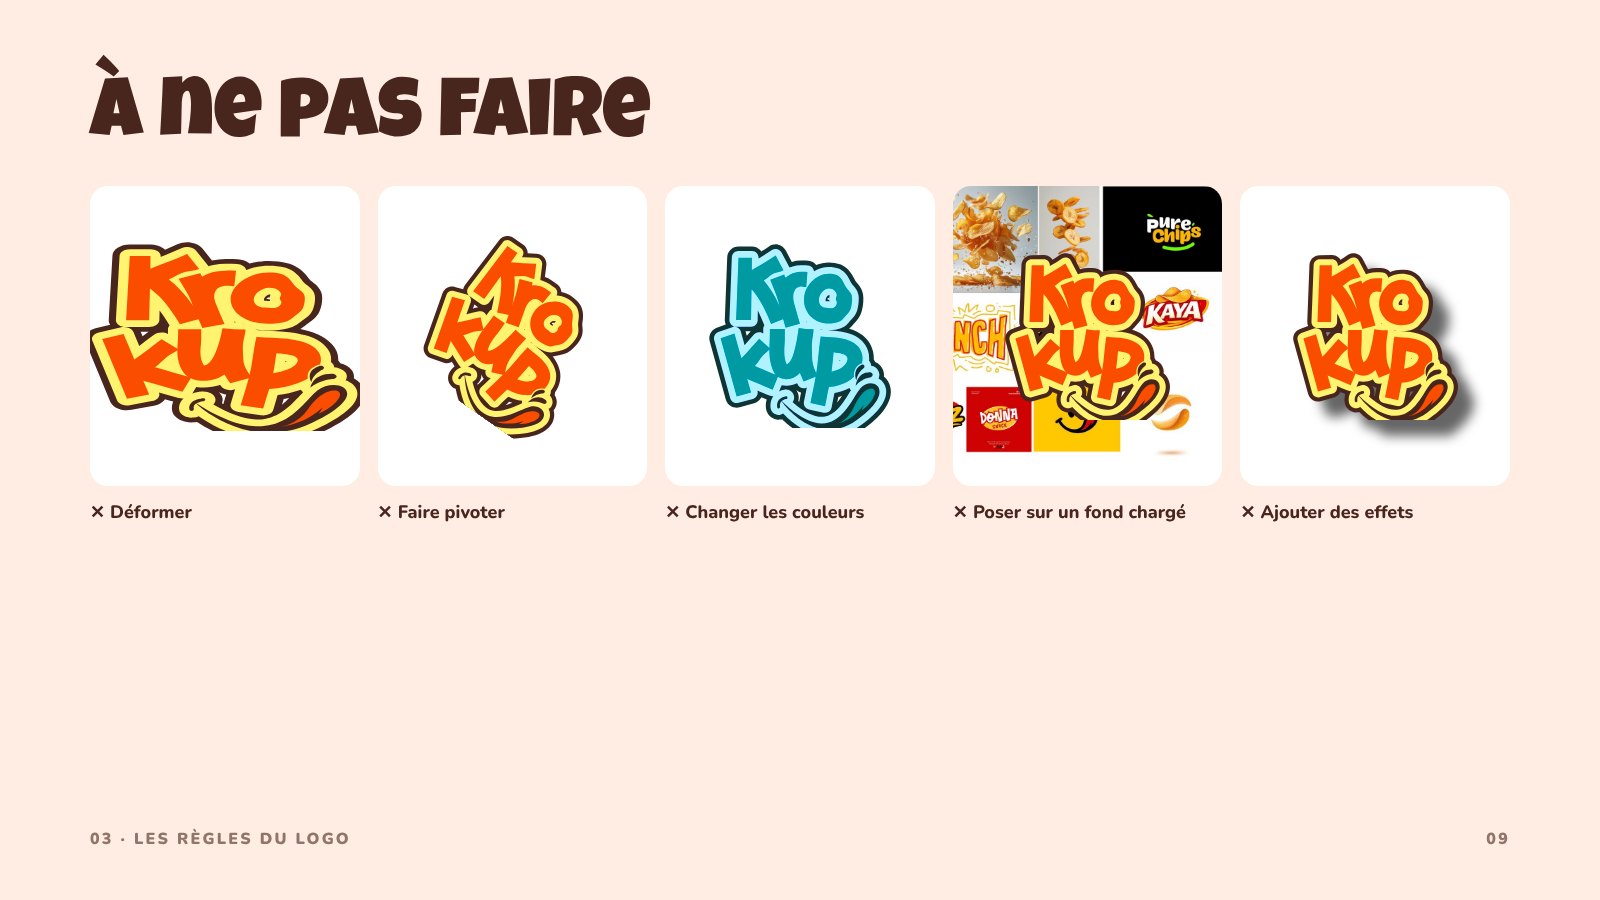 À ne pas faire
Kro
kup
Kro
kup
Kro
kup
pure
chips
KAYA
NCH
Kro
kup
DONNA
Kro
kup
✕ Déformer
✕ Faire pivoter
✕ Changer les couleurs
✕ Poser sur un fond chargé
✕ Ajouter des effets
03 · LES RÈGLES DU LOGO
09